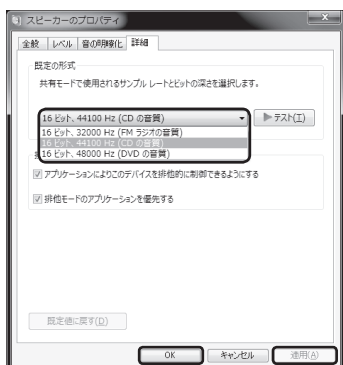 スピーカーのプロパティ
全般 レベル 音の明瞭化 詳細
既定の形式
共有モードで使用されるサンプル レートとビットの深さを選択します。
16 ビット、44100 Hz (CD の音質) ▶テスト(T)
16 ビット、32000 Hz (FM ラジオの音質)
16 ビット、44100 Hz (CD の音質)
16 ビット、48000 Hz (DVD の音質)
アプリケーションによりこのデバイスを排他的に制御できるようにする
排他モードのアプリケーションを優先する
既定値に戻す(D)
OK キャンセル 適用(A)